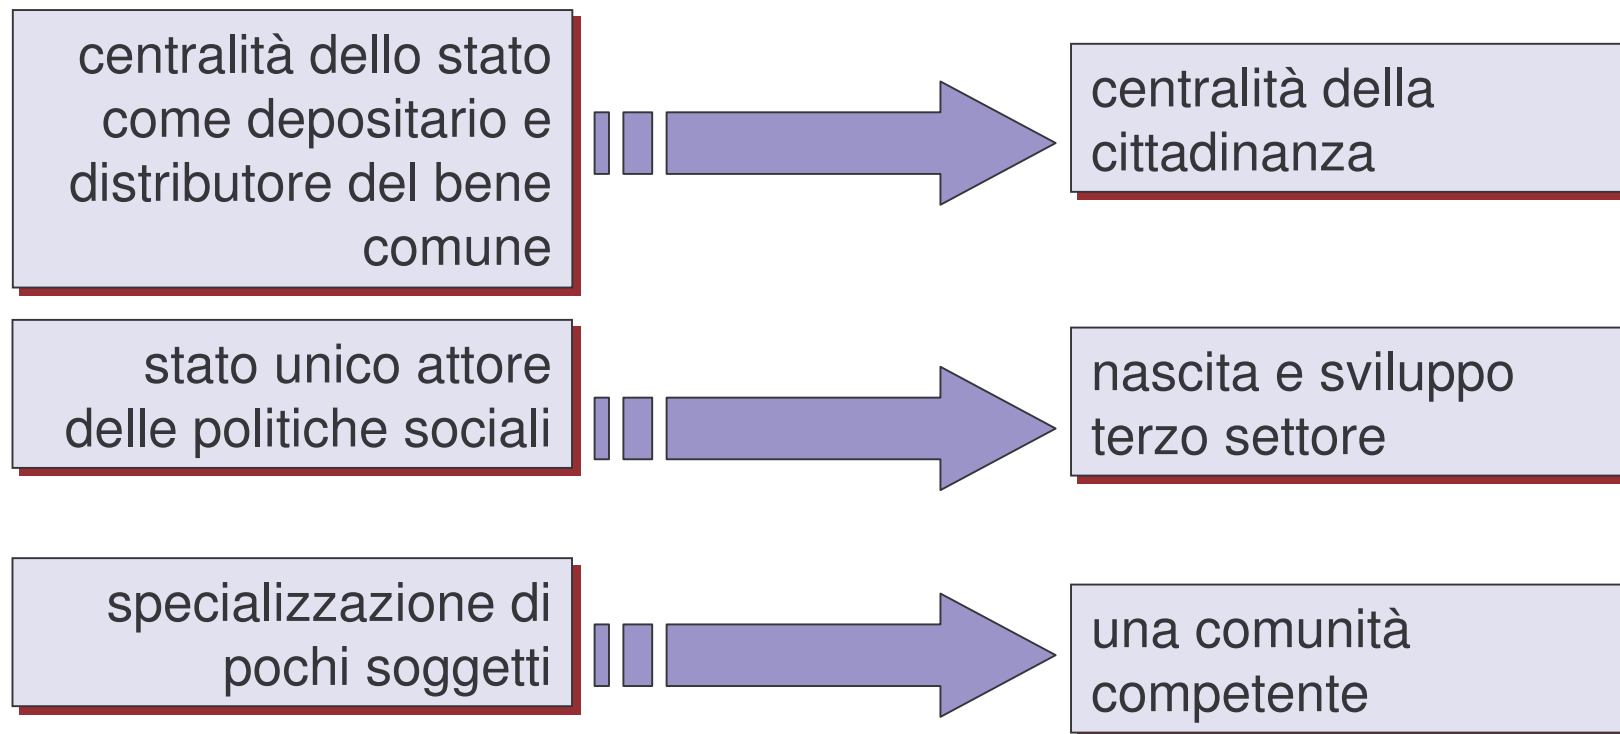 centralità dello stato
come depositario e
distributore del bene
comune
centralità della
cittadinanza
stato unico attore
delle politiche sociali
nascita e sviluppo
terzo settore
specializzazione di
pochi soggetti
una comunità
competente